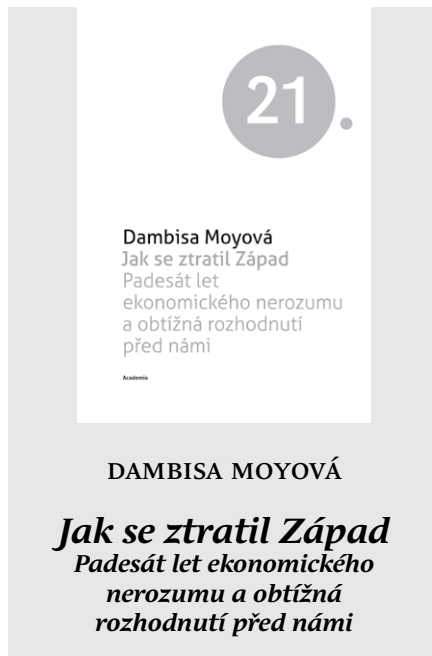 21.
Dambisa Moyová
Jak se ztratil Západ
Padesát let
ekonomického nerozumu
a obtížná rozhodnutí
před námi
Academia
DAMBISA MOYOVÁ
Jak se ztratil Západ
Padesát let ekonomického
nerozumu a obtížná
rozhodnutí před námi